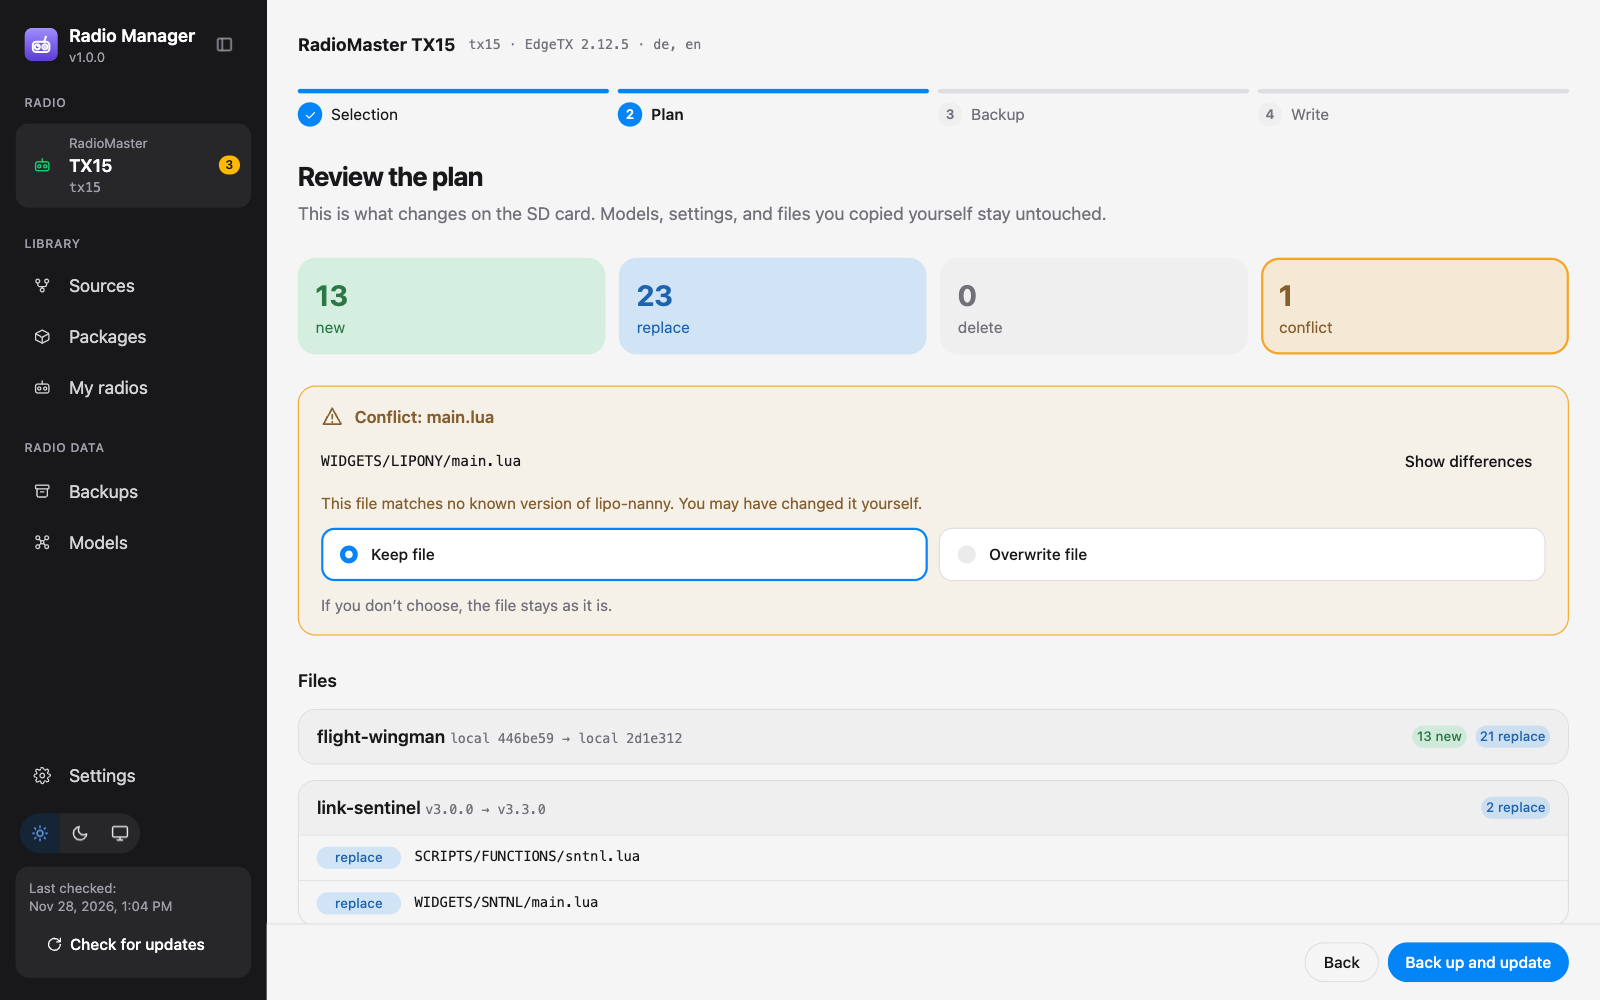 Radio Manager
v1.0.0
RADIO
RadioMaster
TX15
tx15
3
LIBRARY
Sources
Packages
My radios
RADIO DATA
Backups
Models
Settings
Last checked:
Nov 28, 2026, 1:04 PM
Check for updates
RadioMaster TX15 tx15 · EdgeTX 2.12.5 · de, en
Selection
2 Plan
3 Backup
4 Write
Review the plan
This is what changes on the SD card. Models, settings, and files you copied yourself stay untouched.
13
new
23
replace
0
delete
1
conflict
Conflict: main.lua
WIDGETS/LIPONY/main.lua
Show differences
This file matches no known version of lipo-nanny. You may have changed it yourself.
Keep file
Overwrite file
If you don’t choose, the file stays as it is.
Files
flight-wingman local 446be59 → local 2d1e312
13 new 21 replace
link-sentinel v3.0.0 → v3.3.0
2 replace
replace SCRIPTS/FUNCTIONS/sntnl.lua
replace WIDGETS/SNTNL/main.lua
Back
Back up and update